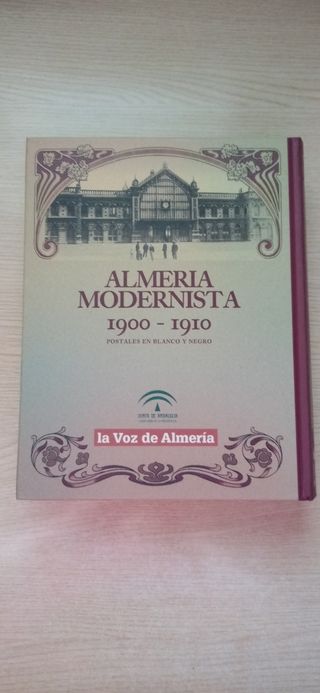 ALMERIA
MODERNISTA
1900 - 1910
POSTALES EN BLANCO Y NEGRO
JUNTA DE ANDALUCIA
la Voz de Almería